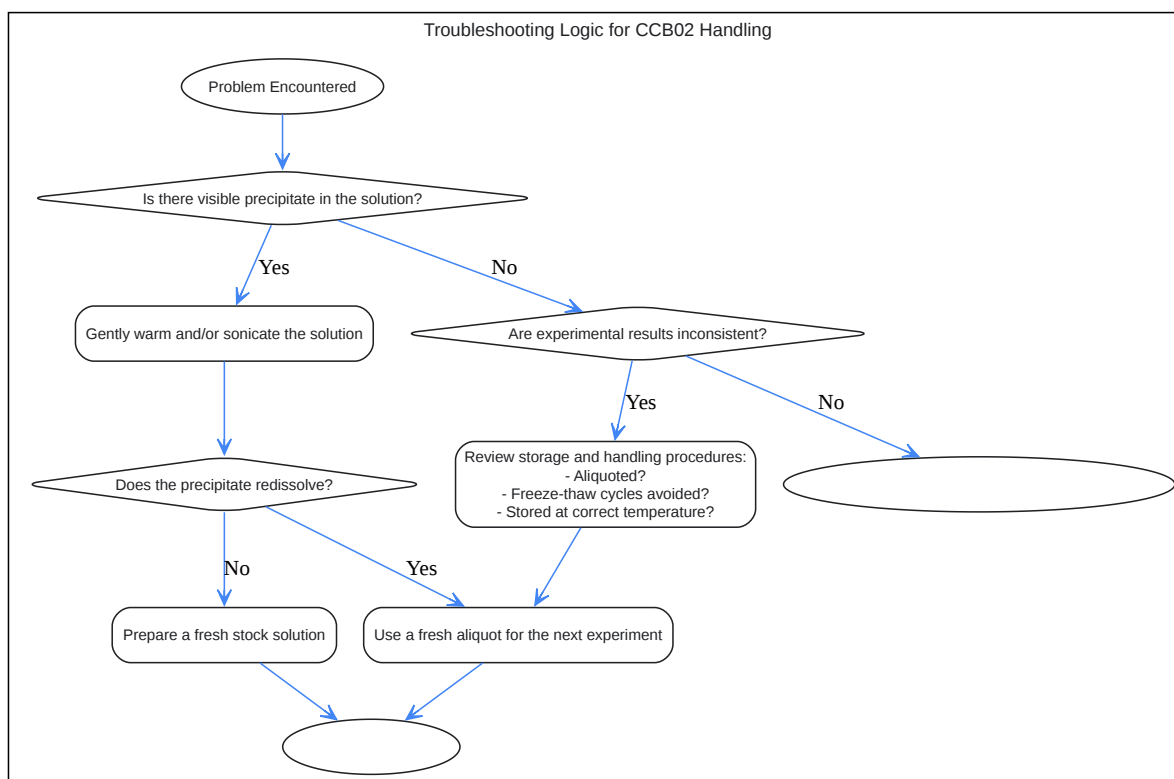 Troubleshooting Logic for CCB02 Handling
Problem Encountered
Is there visible precipitate in the solution?
Yes
No
Gently warm and/or sonicate the solution
Are experimental results inconsistent?
Yes
No
Review storage and handling procedures:
- Aliquoted?
- Freeze-thaw cycles avoided?
- Stored at correct temperature?
Does the precipitate redissolve?
No
Yes
Prepare a fresh stock solution
Use a fresh aliquot for the next experiment